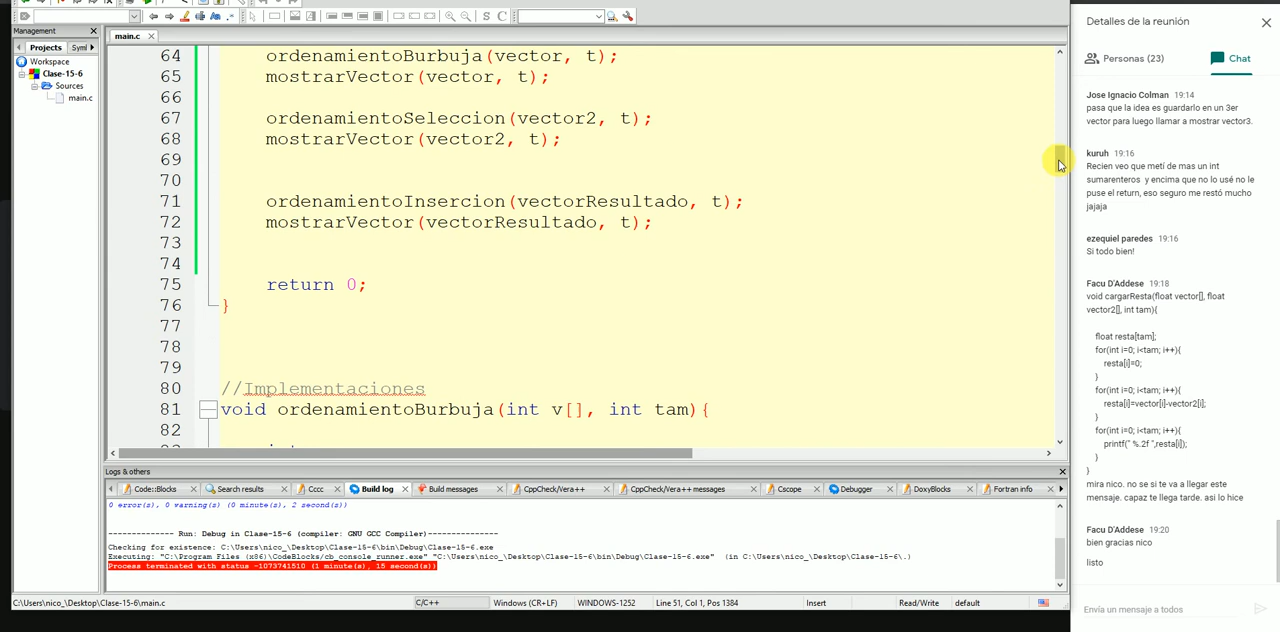 Management
Projects
Syml
Workspace
Clase-15-6
Sources
main.c
main.c
64 ordenamientoBurbuja(vector, t);
65 mostrarVector(vector, t);
66
67 ordenamientoSeleccion(vector2, t);
68 mostrarVector(vector2, t);
69
70
71 ordenamientoInsercion(vectorResultado, t);
72 mostrarVector(vectorResultado, t);
73
74
75 return 0;
76 }
77
78
79
80 //Implementaciones
81 void ordenamientoBurbuja(int v[], int tam){
82
Logs & others
Code::Blocks
Search results
Cccc
Build log
Build messages
CppCheck/Vera++
CppCheck/Vera++ messages
Cscope
Debugger
DoxyBlocks
Fortran info
0 error(s), 0 warning(s) (0 minute(s), 2 second(s))
-------------- Run: Debug in Clase-15-6 (compiler: GNU GCC Compiler)---------------
Checking for existence: C:\Users\nico_\Desktop\Clase-15-6\bin\Debug\Clase-15-6.exe
Executing: "C:\Program Files (x86)\CodeBlocks/cb_console_runner.exe" "C:\Users\nico_\Desktop\Clase-15-6\bin\Debug\Clase-15-6.exe" (in C:\Users\nico_\Desktop\Clase-15-6\.)
Process terminated with status -1073741510 (1 minute(s), 15 second(s))
C:\Users\nico_\Desktop\Clase-15-6\main.c
C/C++
Windows (CR+LF)
WINDOWS-1252
Line 51, Col 1, Pos 1384
Insert
Read/Write
default
Detalles de la reunión
Personas (23)
Chat
Jose Ignacio Colman 19:14
pasa que la idea es guardarlo en un 3er
vector para luego llamar a mostrar vector3.
kuruh 19:16
Recien veo que metí de mas un int
sumarenteros y encima que no lo usé no le
puse el return, eso seguro me restó mucho
jajaja
ezequiel paredes 19:16
Si todo bien!
Facu D'Addese 19:18
void cargarResta(float vector[], float
vector2[], int tam){
float resta[tam];
for(int i=0; i<tam; i++){
resta[i]=0;
}
for(int i=0; i<tam; i++){
resta[i]=vector[i]-vector2[i];
}
for(int i=0; i<tam; i++){
printf(" %.2f ",resta[i]);
}
}
mira nico. no se si te va a llegar este
mensaje. capaz te llega tarde. asi lo hice
Facu D'Addese 19:20
bien gracias nico
listo
Envía un mensaje a todos